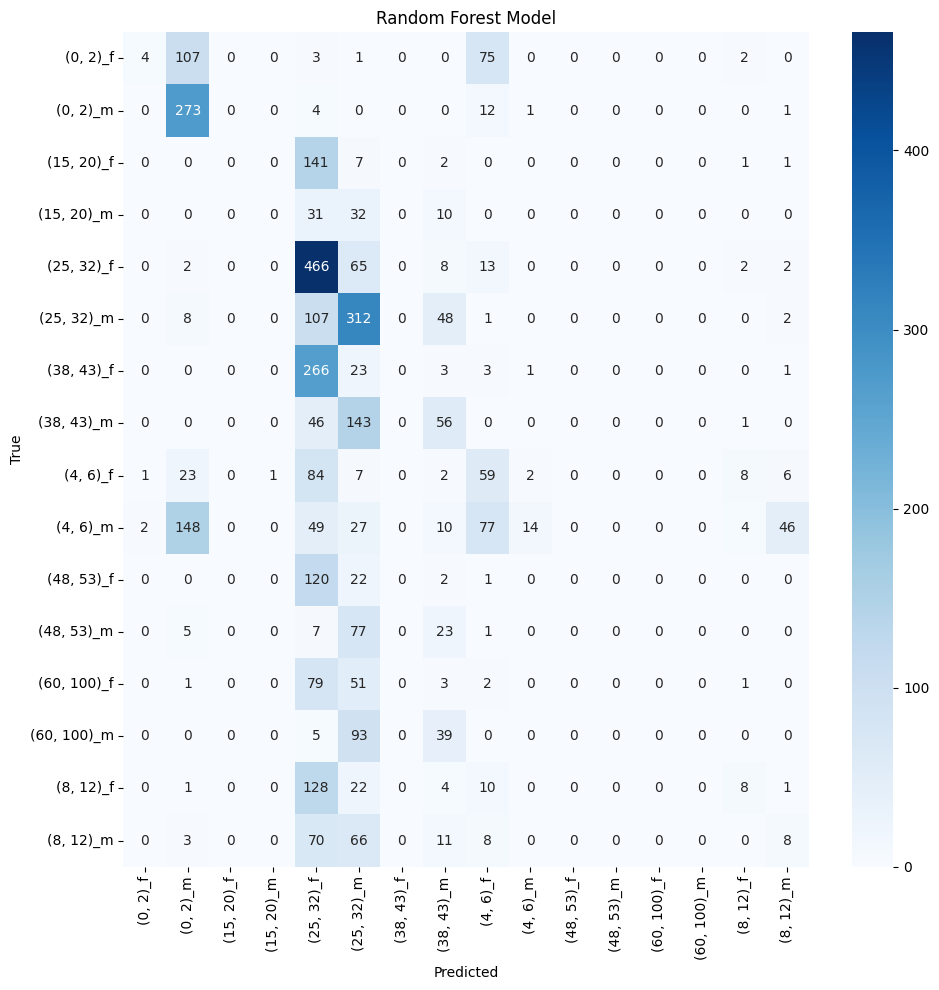 Random Forest Model
True
(0, 2)_f 4 107 0 0 3 1 0 0 75 0 0 0 0 0 2 0
(0, 2)_m 0 273 0 0 4 0 0 0 12 1 0 0 0 0 0 1
(15, 20)_f 0 0 0 0 141 7 0 2 0 0 0 0 0 0 1 1
(15, 20)_m 0 0 0 0 31 32 0 10 0 0 0 0 0 0 0 0
(25, 32)_f 0 2 0 0 466 65 0 8 13 0 0 0 0 0 2 2
(25, 32)_m 0 8 0 0 107 312 0 48 1 0 0 0 0 0 0 2
(38, 43)_f 0 0 0 0 266 23 0 3 3 1 0 0 0 0 0 1
(38, 43)_m 0 0 0 0 46 143 0 56 0 0 0 0 0 0 1 0
(4, 6)_f 1 23 0 1 84 7 0 2 59 2 0 0 0 0 8 6
(4, 6)_m 2 148 0 0 49 27 0 10 77 14 0 0 0 0 4 46
(48, 53)_f 0 0 0 0 120 22 0 2 1 0 0 0 0 0 0 0
(48, 53)_m 0 5 0 0 7 77 0 23 1 0 0 0 0 0 0 0
(60, 100)_f 0 1 0 0 79 51 0 3 2 0 0 0 0 0 1 0
(60, 100)_m 0 0 0 0 5 93 0 39 0 0 0 0 0 0 0 0
(8, 12)_f 0 1 0 0 128 22 0 4 10 0 0 0 0 0 8 1
(8, 12)_m 0 3 0 0 70 66 0 11 8 0 0 0 0 0 0 8
(0, 2)_f (0, 2)_m (15, 20)_f (15, 20)_m (25, 32)_f (25, 32)_m (38, 43)_f (38, 43)_m (4, 6)_f (4, 6)_m (48, 53)_f (48, 53)_m (60, 100)_f (60, 100)_m (8, 12)_f (8, 12)_m
Predicted
400
300
200
100
0